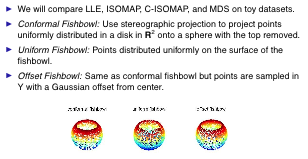 We will compare LLE, ISOMAP, C-ISOMAP, and MDS on toy datasets.
Conformal Fishbowl: Use stereographic projection to project points
uniformly distributed in a disk in R² onto a sphere with the top removed.
Uniform Fishbowl: Points distributed uniformly on the surface of the
fishbowl.
Offset Fishbowl: Same as conformal fishbowl but points are sampled in
Y with a Gaussian offset from center.
conformal fishbowl uniform fishbowl offset fishbowl